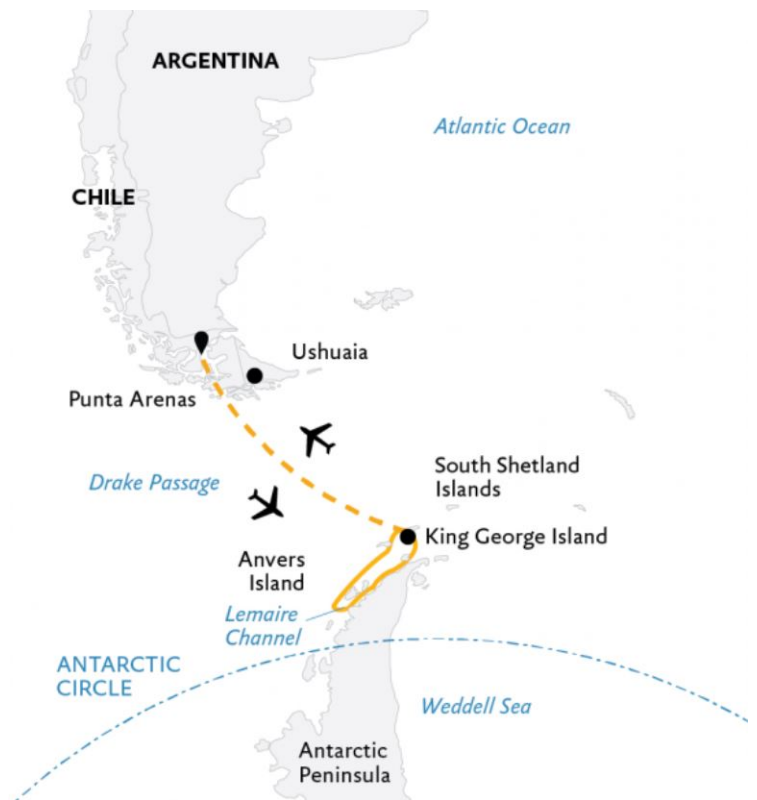 ARGENTINA
Atlantic Ocean
CHILE
Ushuaia
Punta Arenas
Drake Passage
South Shetland
Islands
King George Island
Anvers
Island
Lemaire
Channel
ANTARCTIC
CIRCLE
Weddell Sea
Antarctic
Peninsula